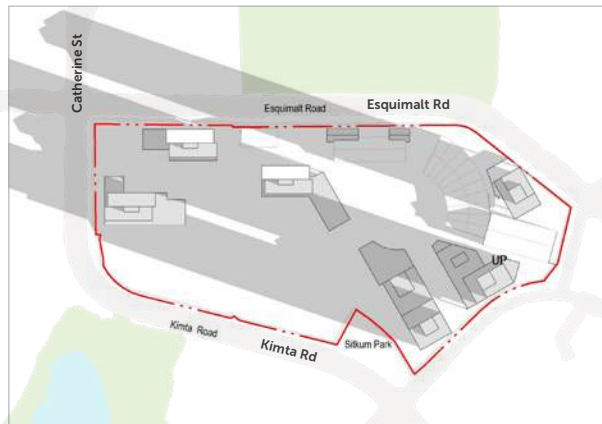 Catherine St
Esquimalt Road
Esquimalt Rd
UP
Kimta Road
Kimta Rd
Sitkum Park